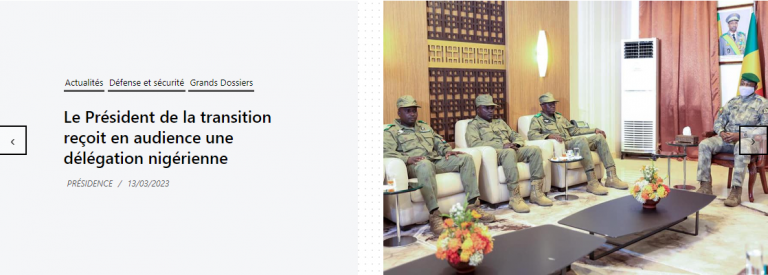 Actualités Défense et sécurité Grands Dossiers
Le Président de la transition
reçoit en audience une
délégation nigérienne
PRÉSIDENCE / 13/03/2023